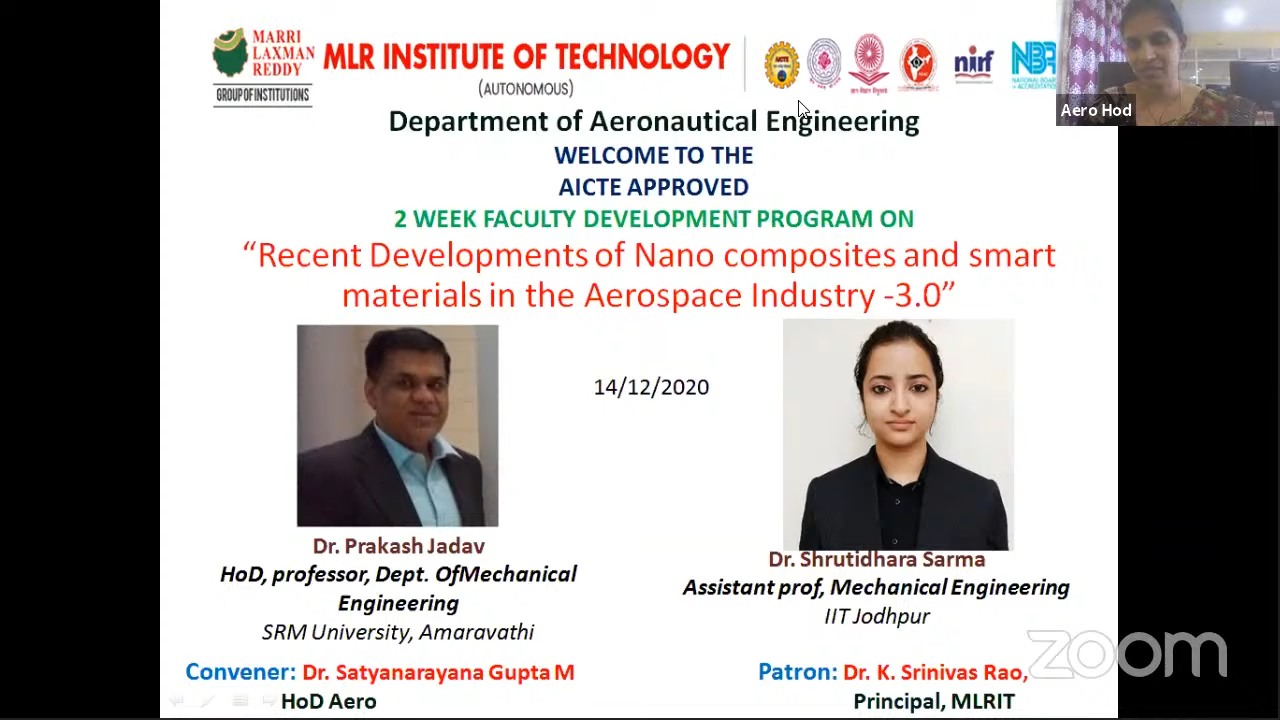 MARRI
LAXMAN
REDDY
GROUP OF INSTITUTIONS
MLR INSTITUTE OF TECHNOLOGY
(AUTONOMOUS)
AICTE
nirf
NBA
NATIONAL BOARD
Aero Hod
Department of Aeronautical Engineering
WELCOME TO THE
AICTE APPROVED
2 WEEK FACULTY DEVELOPMENT PROGRAM ON
“Recent Developments of Nano composites and smart
materials in the Aerospace Industry -3.0”
14/12/2020
Dr. Prakash Jadav
HoD, professor, Dept. OfMechanical
Engineering
SRM University, Amaravathi
Dr. Shrutidhara Sarma
Assistant prof, Mechanical Engineering
IIT Jodhpur
zoom
Convener: Dr. Satyanarayana Gupta M
HoD Aero
Patron: Dr. K. Srinivas Rao,
Principal, MLRIT